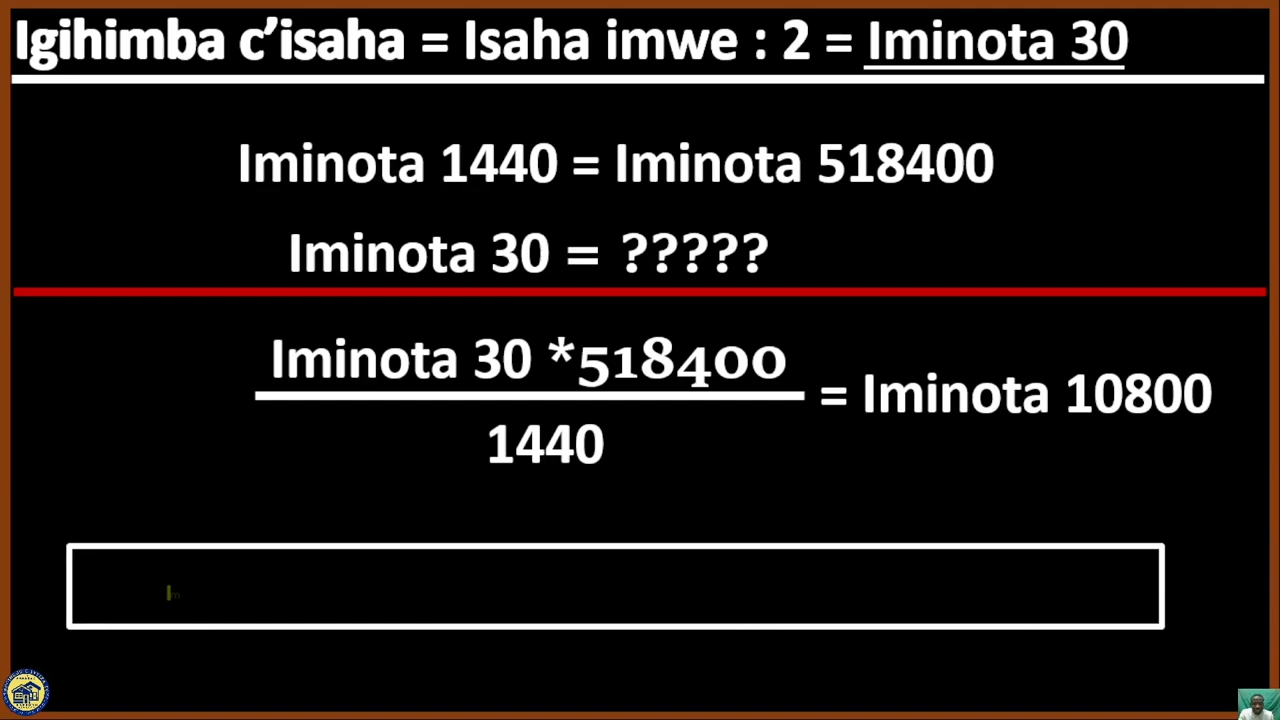 Igihimba c’isaha = Isaha imwe : 2 = Iminota 30
Iminota 1440 = Iminota 518400
Iminota 30 = ?????
Iminota 30 *518400
= Iminota 10800
1440